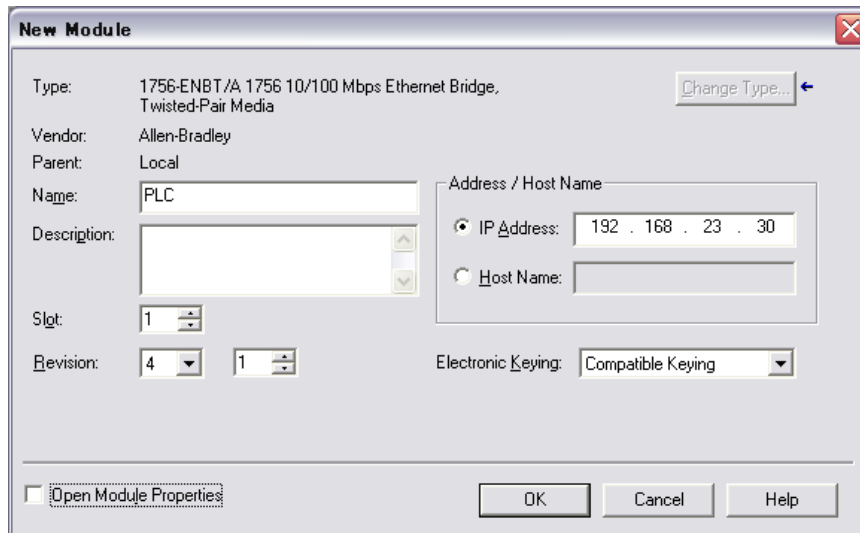 New Module
Type: 1756-ENBT/A 1756 10/100 Mbps Ethernet Bridge,
Twisted-Pair Media
Change Type...
Vendor: Allen-Bradley
Parent: Local
Name: PLC
Address / Host Name
IP Address: 192 . 168 . 23 . 30
Description:
Host Name:
Slot: 1
Revision: 4 1
Electronic Keying: Compatible Keying
Open Module Properties
OK Cancel Help